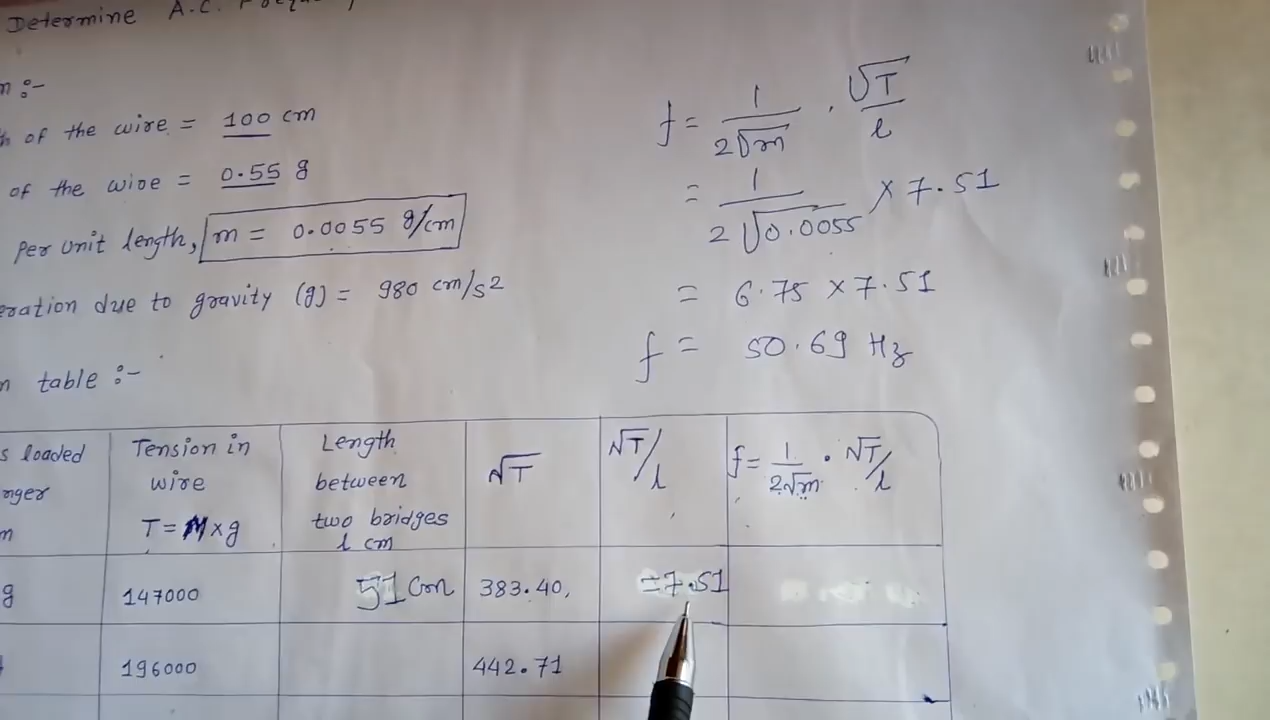 Determine A.C.
n :-
of the wire = 100 cm
of the wire = 0.55 g
Per unit length, m = 0.0055 g/cm
eration due to gravity (g) = 980 cm/s2
n table :-
f = 1/2√m . √T/l
= 1/2√0.0055 × 7.51
= 6.75 × 7.51
f = 50.69 Hz
s loaded
nger
m
Tension in
wire
T = M×g
Length
between
two bridges
l cm
√T
√T/l
f = 1/2√m . √T/l
g
147000
51 Cm
383.40,
=7.51
196000
442.71